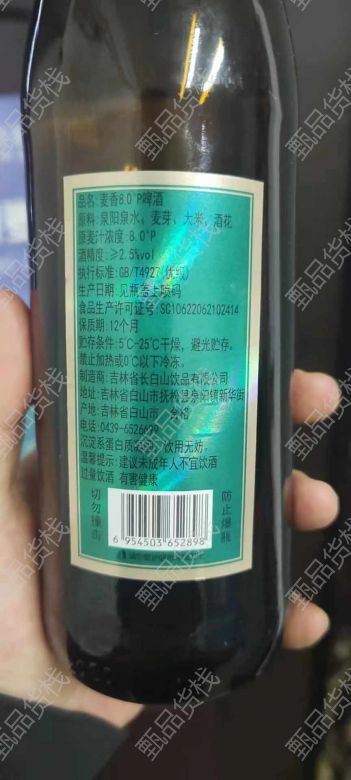 品名:麦香8.0°P啤酒
原料:泉阳泉水、麦芽、大米、酒花
原麦汁浓度:8.0°P
酒精度:≥2.5%vol
执行标准:GB/T4927(优级)
生产日期:见瓶盖上喷码
食品生产许可证号:SC10622062102414
保质期:12个月
贮存条件:5℃-25℃干燥,避光贮存。
禁止加热或0℃以下冷冻。
制造商:吉林省长白山饮品有限公司
地址:吉林省白山市抚松县泉阳镇新华街
产地:吉林省白山市
电话:0439-6526699
沉淀系蛋白质凝 饮用无妨。
温馨提示:建议未成年人不宜饮酒
过量饮酒 有害健康
切勿撞击
防止爆瓶
6 954503 652898
甄品货栈